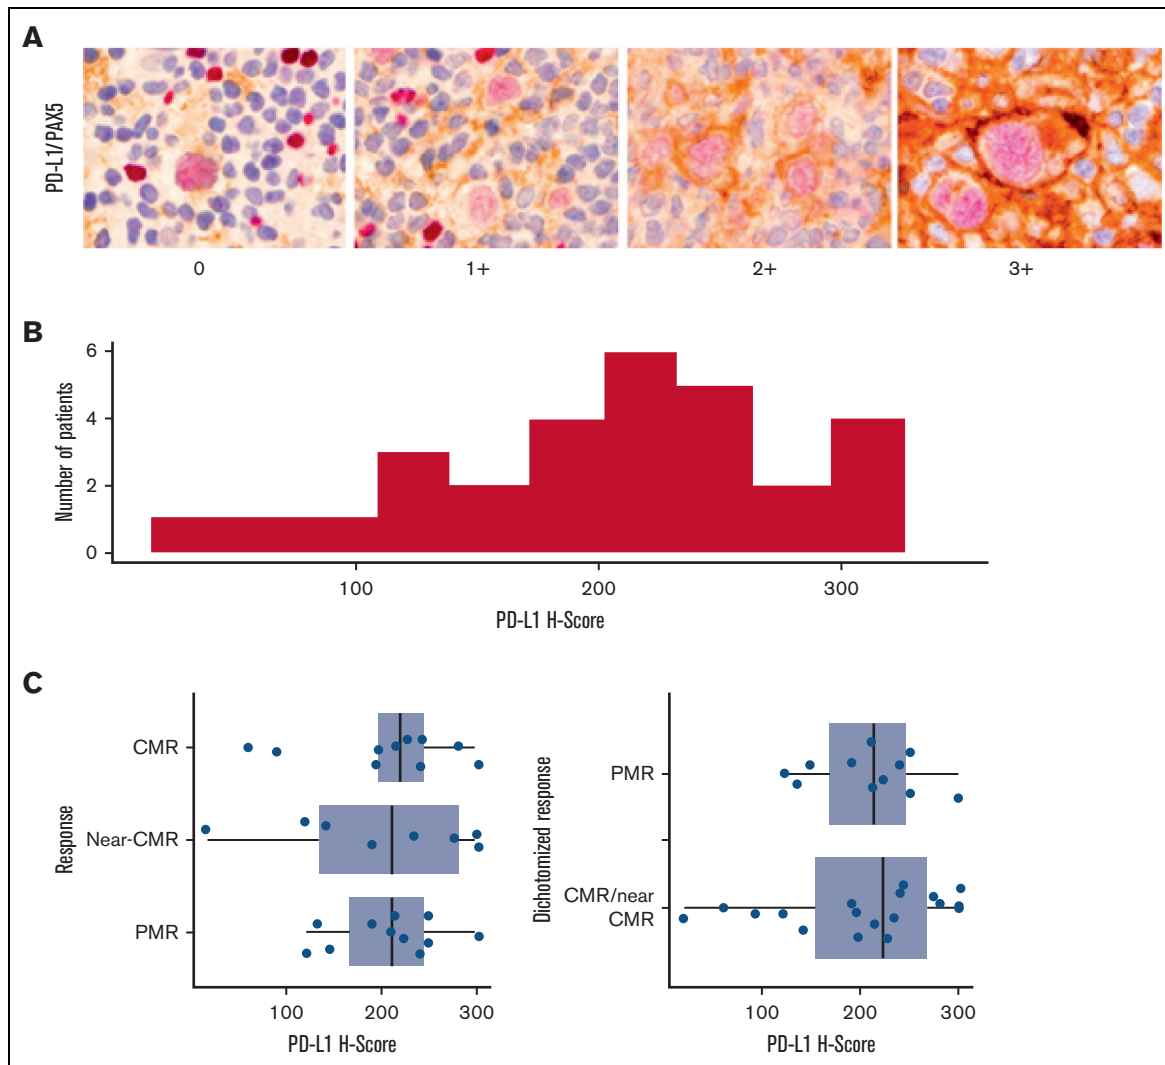 A
PD-L1/PAX5
0 1+ 2+ 3+
B
Number of patients
6
4
2
0
100 200 300
PD-L1 H-Score
C
Response
CMR
Near-CMR
PMR
100 200 300
PD-L1 H-Score
Dichotomized response
PMR
CMR/near
CMR
100 200 300
PD-L1 H-Score